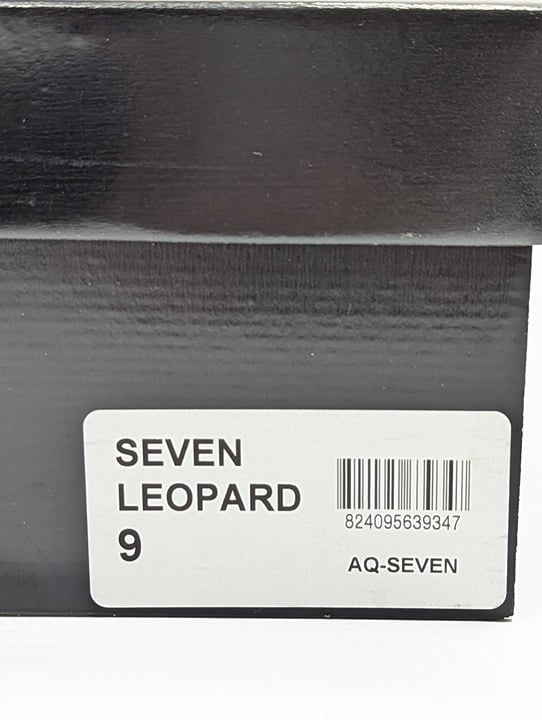 SEVEN
LEOPARD
9
824095639347
AQ-SEVEN